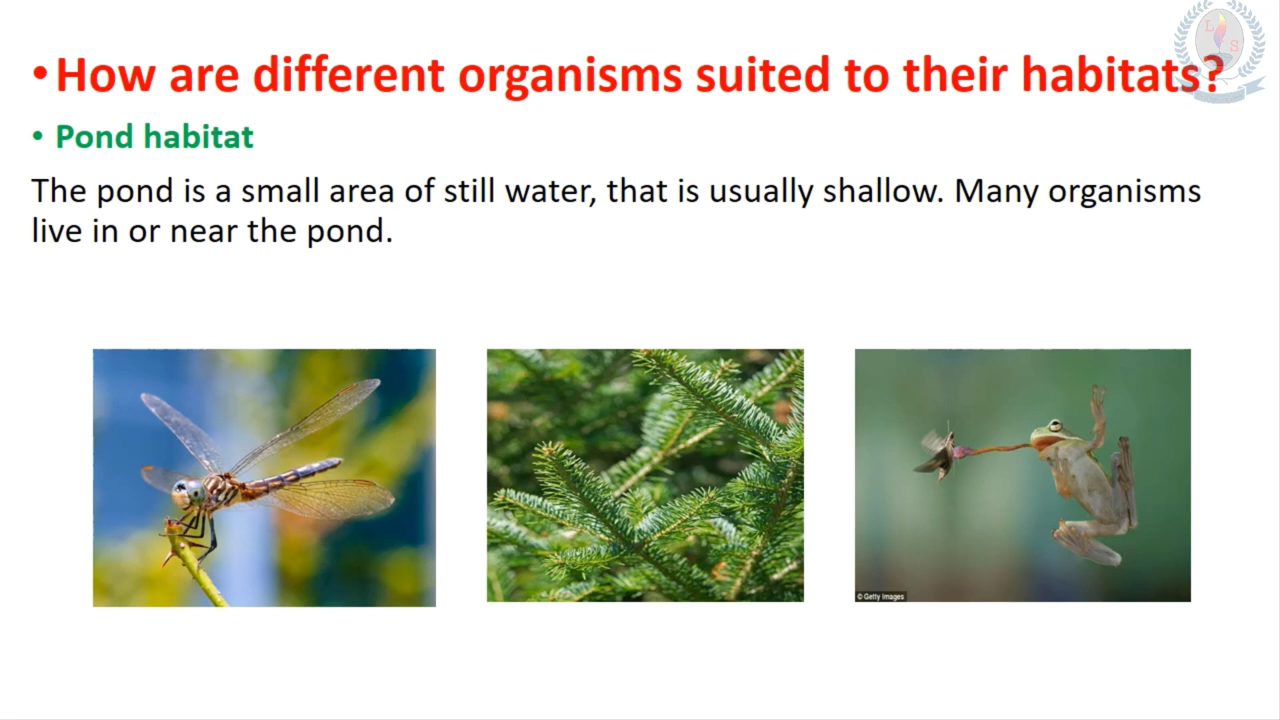 •How are different organisms suited to their habitats?
• Pond habitat
The pond is a small area of still water, that is usually shallow. Many organisms
live in or near the pond.
L
S
© Getty Images